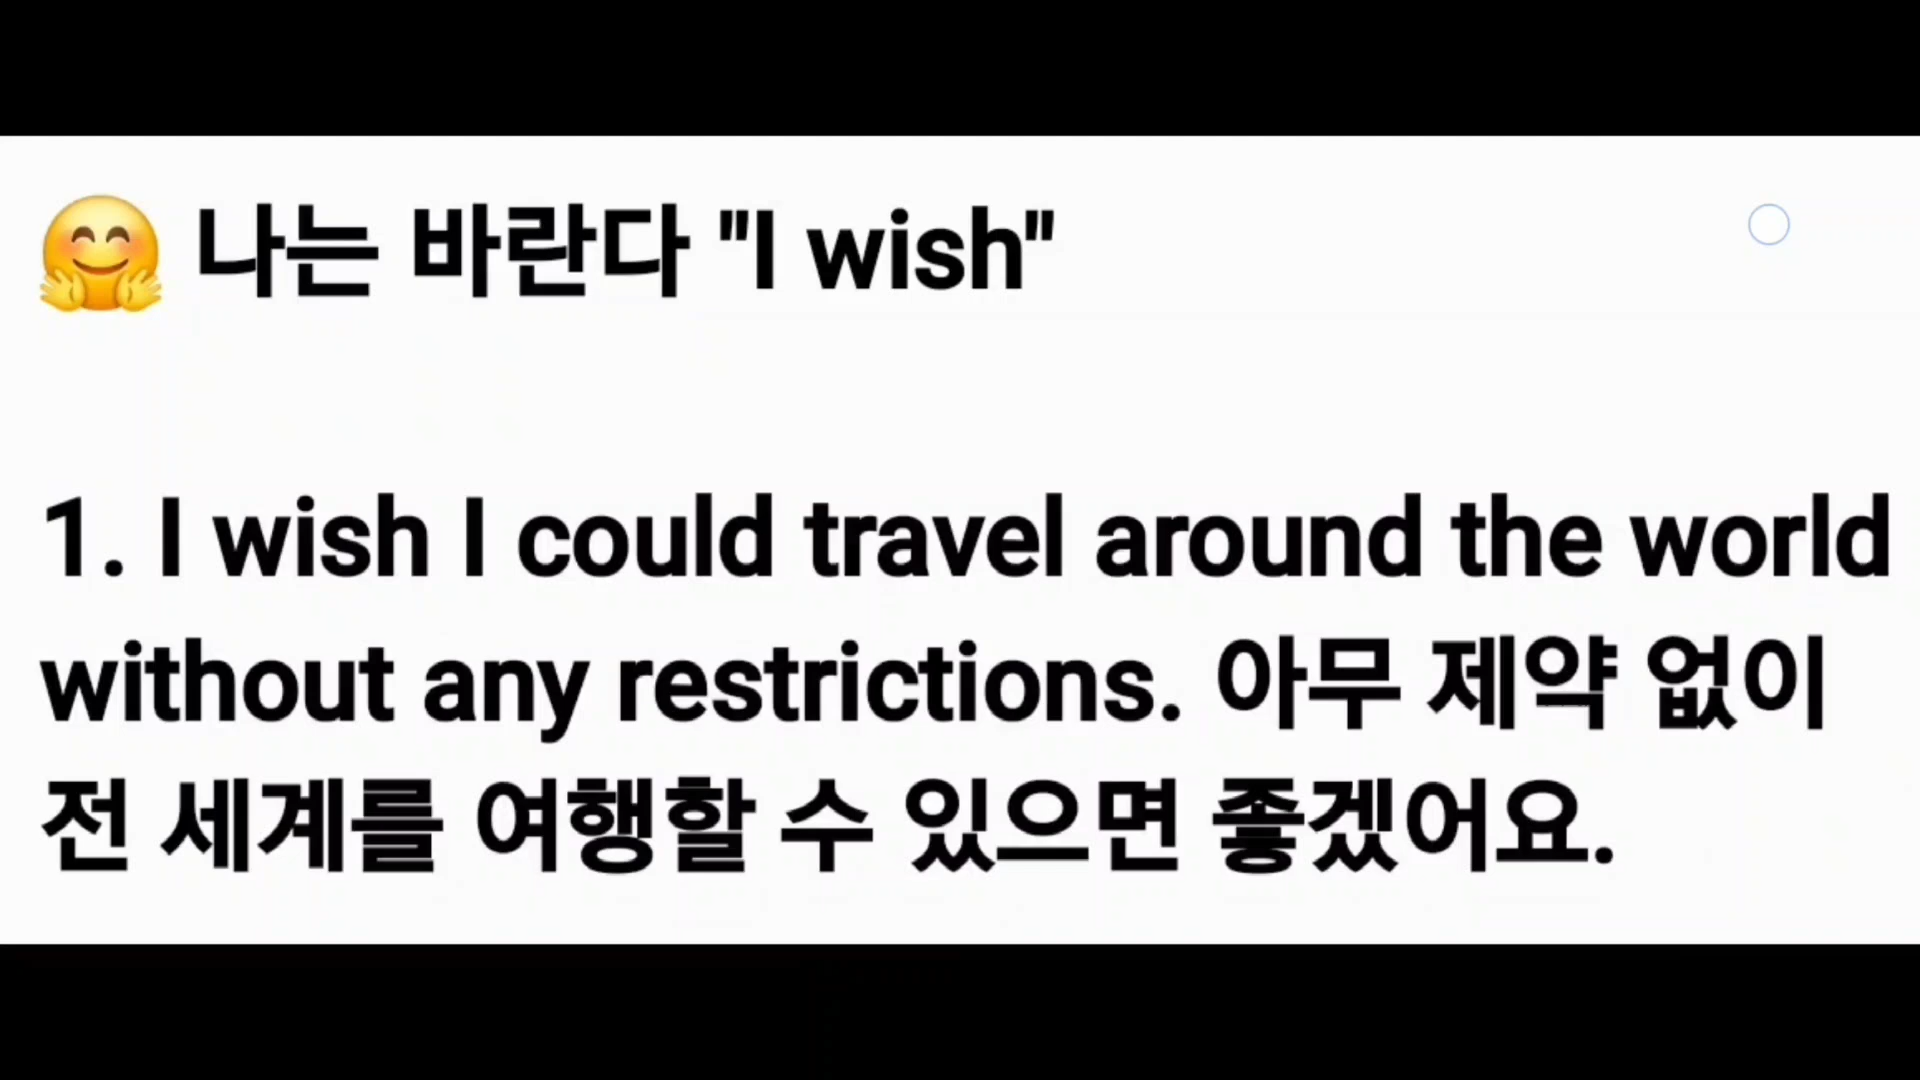 🤗 나는 바란다 "I wish"
1. I wish I could travel around the world
without any restrictions. 아무 제약 없이
전 세계를 여행할 수 있으면 좋겠어요.